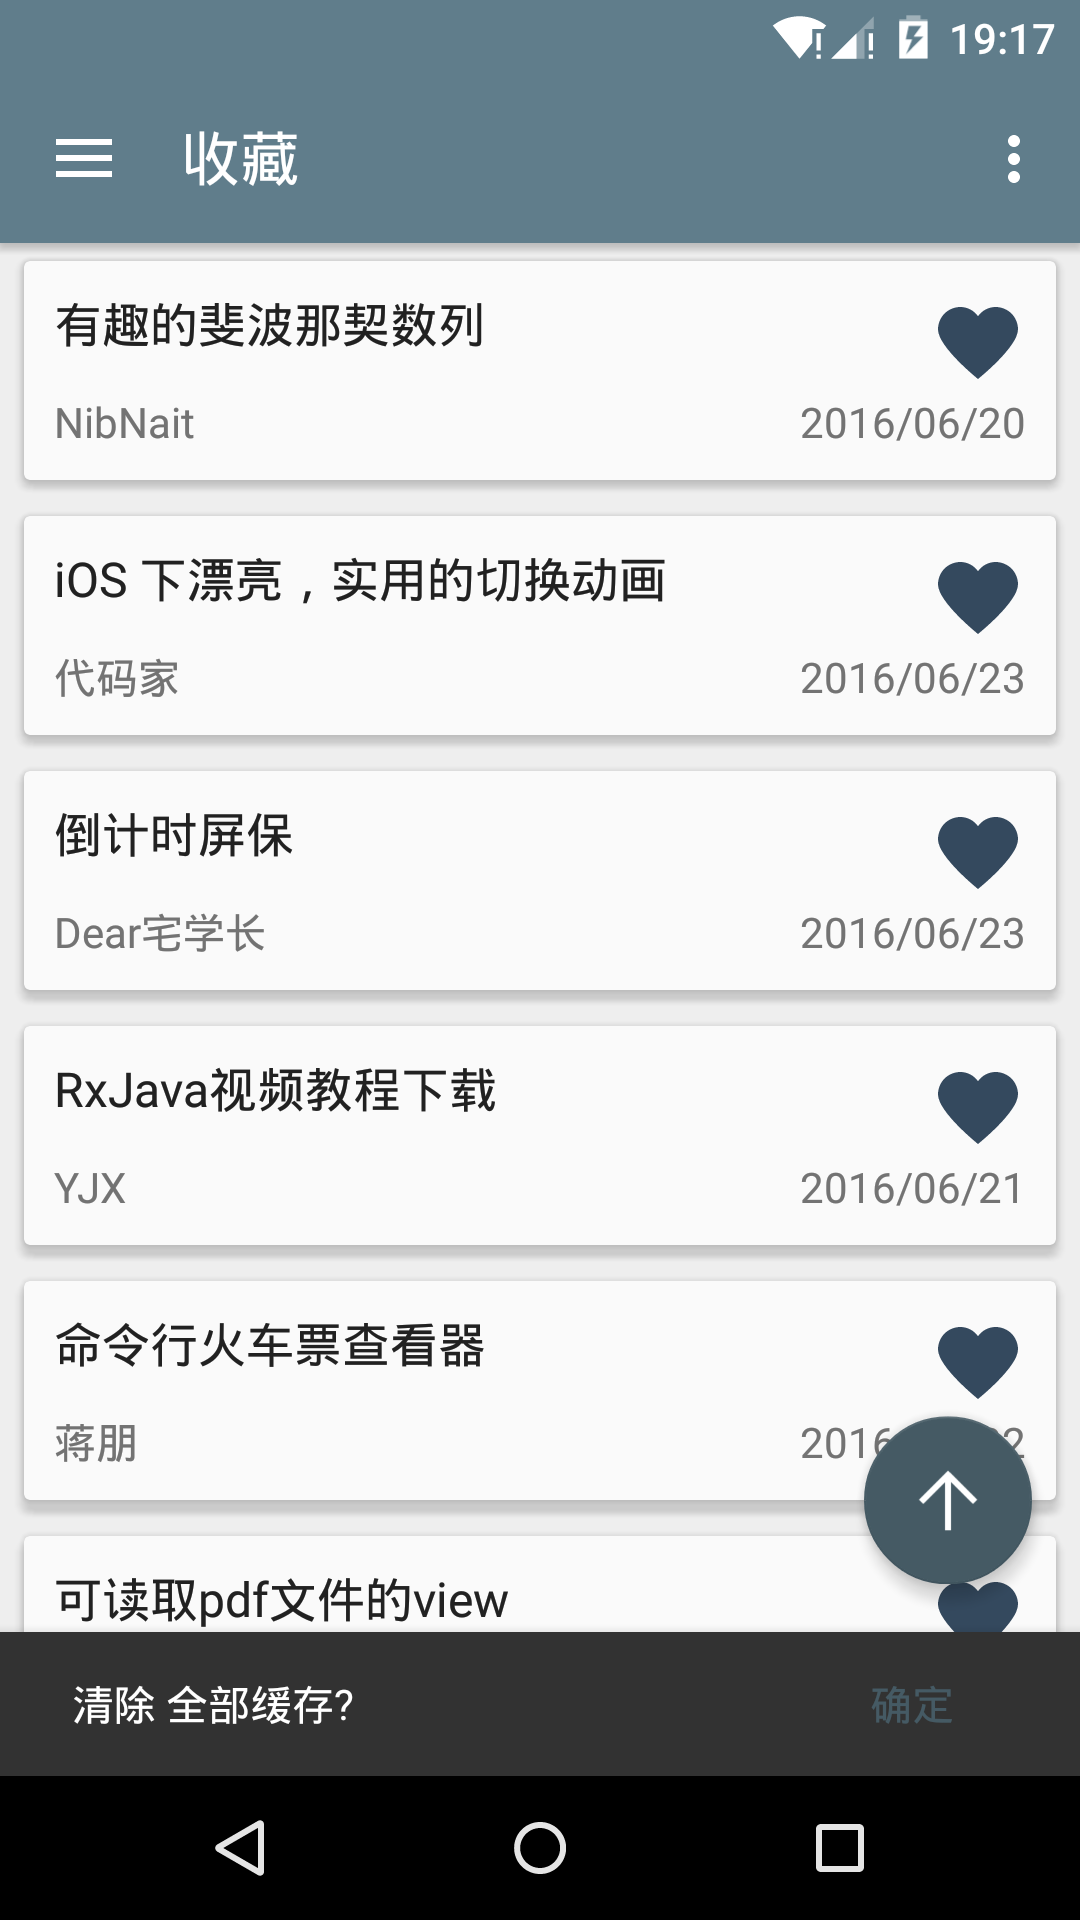 19:17
收藏
有趣的斐波那契数列
NibNait
2016/06/20
iOS 下漂亮，实用的切换动画
代码家
2016/06/23
倒计时屏保
Dear宅学长
2016/06/23
RxJava视频教程下载
YJX
2016/06/21
命令行火车票查看器
蒋朋
2016
2
可读取pdf文件的view
清除 全部缓存?
确定